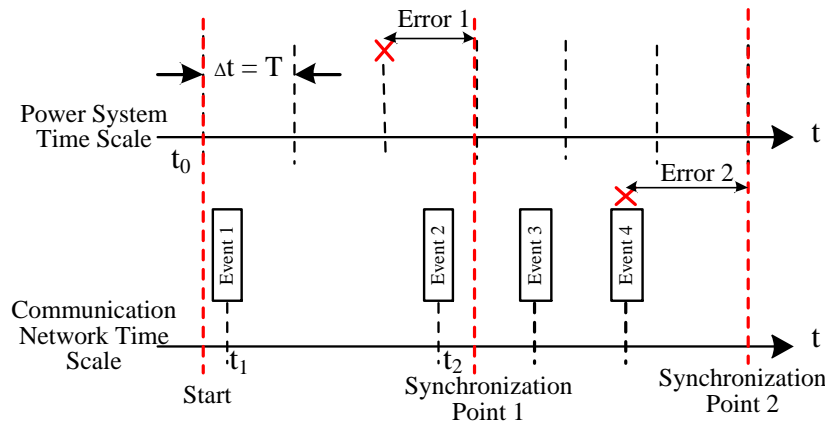 Error 1
Δt = T
Power System
Time Scale
t
t0
Error 2
Event 1
Event 2
Event 3
Event 4
Communication
Network Time
Scale
t
t1
t2
Start
Synchronization
Point 1
Synchronization
Point 2